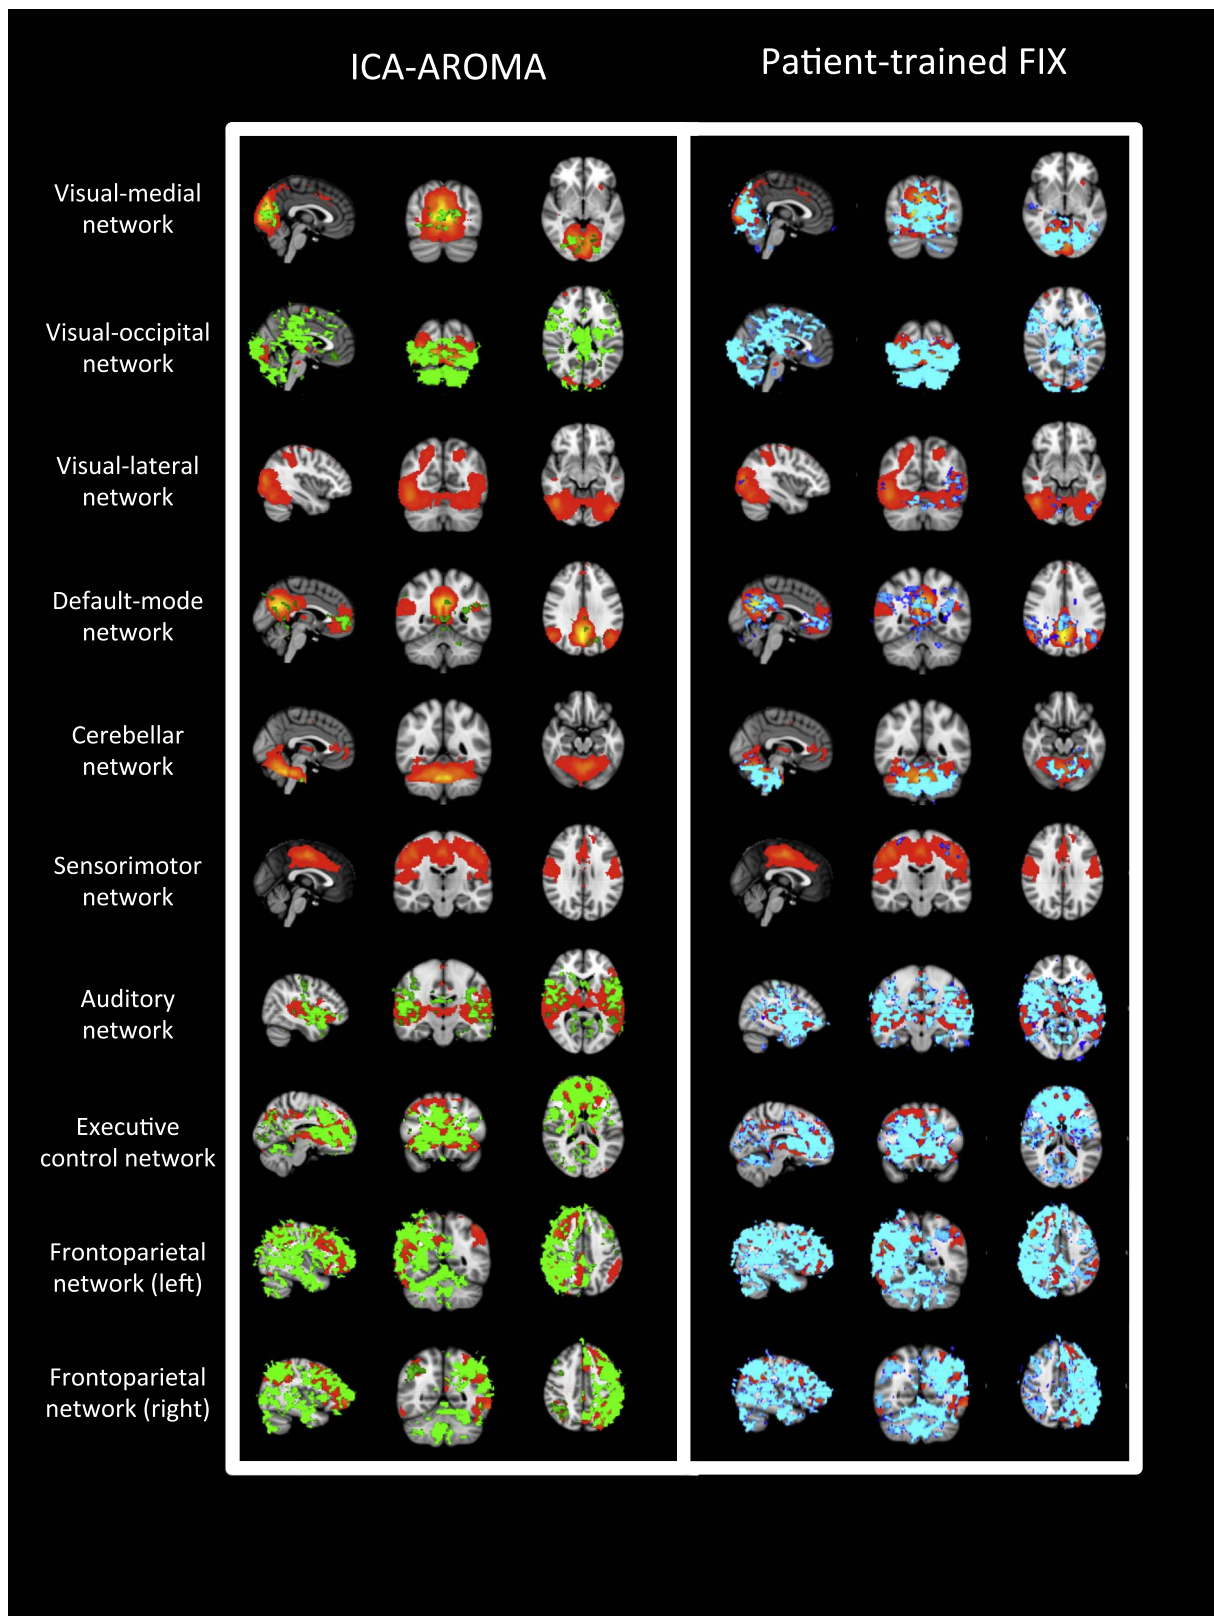 ICA-AROMA
Patient-trained FIX
Visual-medial
network
Visual-occipital
network
Visual-lateral
network
Default-mode
network
Cerebellar
network
Sensorimotor
network
Auditory
network
Executive
control network
Frontoparietal
network (left)
Frontoparietal
network (right)